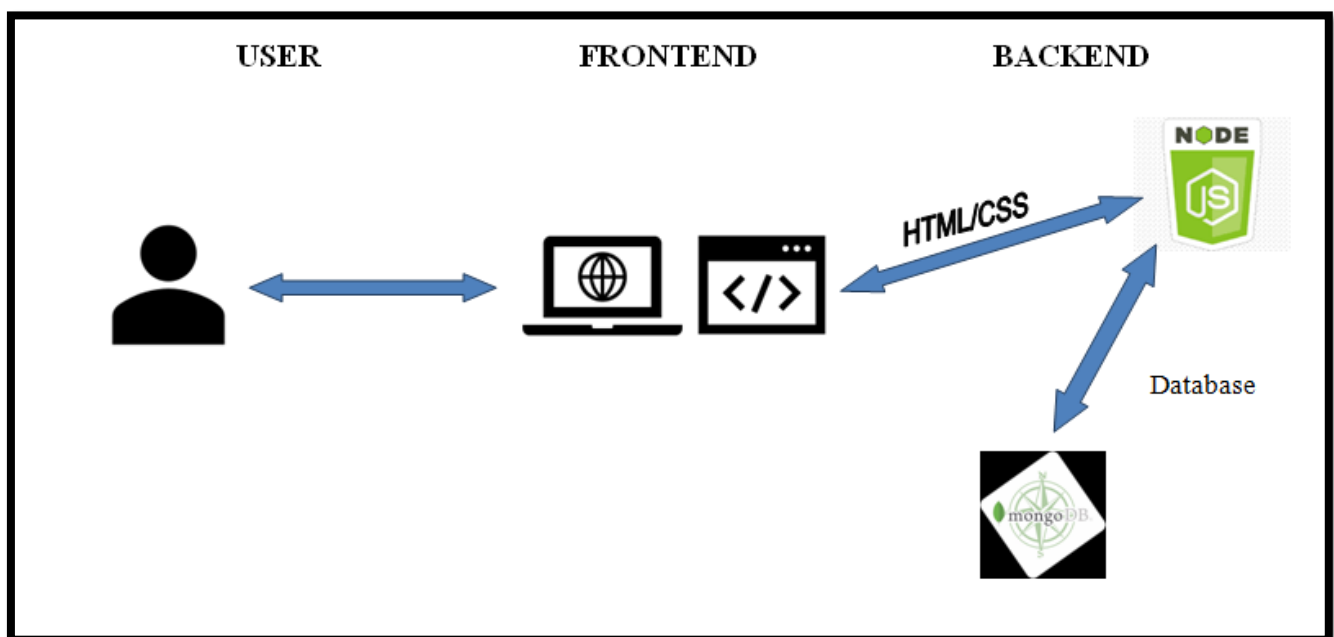 USER
FRONTEND
BACKEND
NODE
JS
HTML/CSS
Database
N
mongoDB.
S